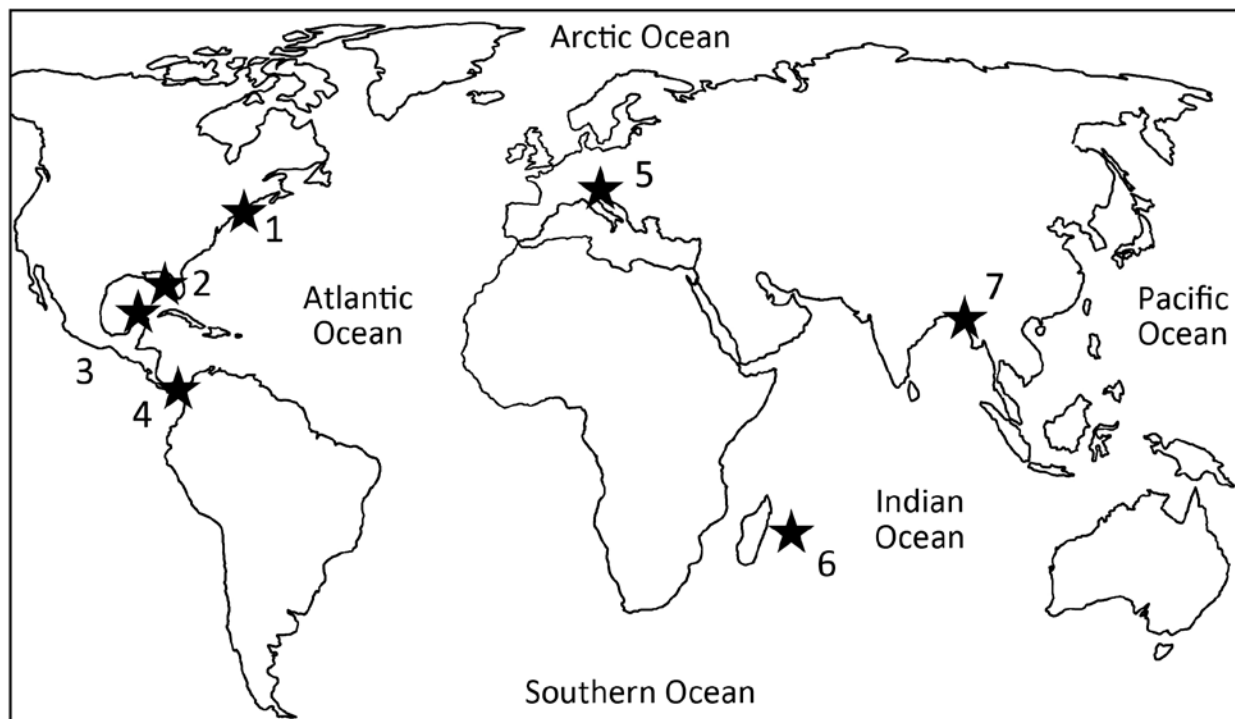 Arctic Ocean
5
1
2
Atlantic
Ocean
7
Pacific
Ocean
3
4
Indian
Ocean
6
Southern Ocean